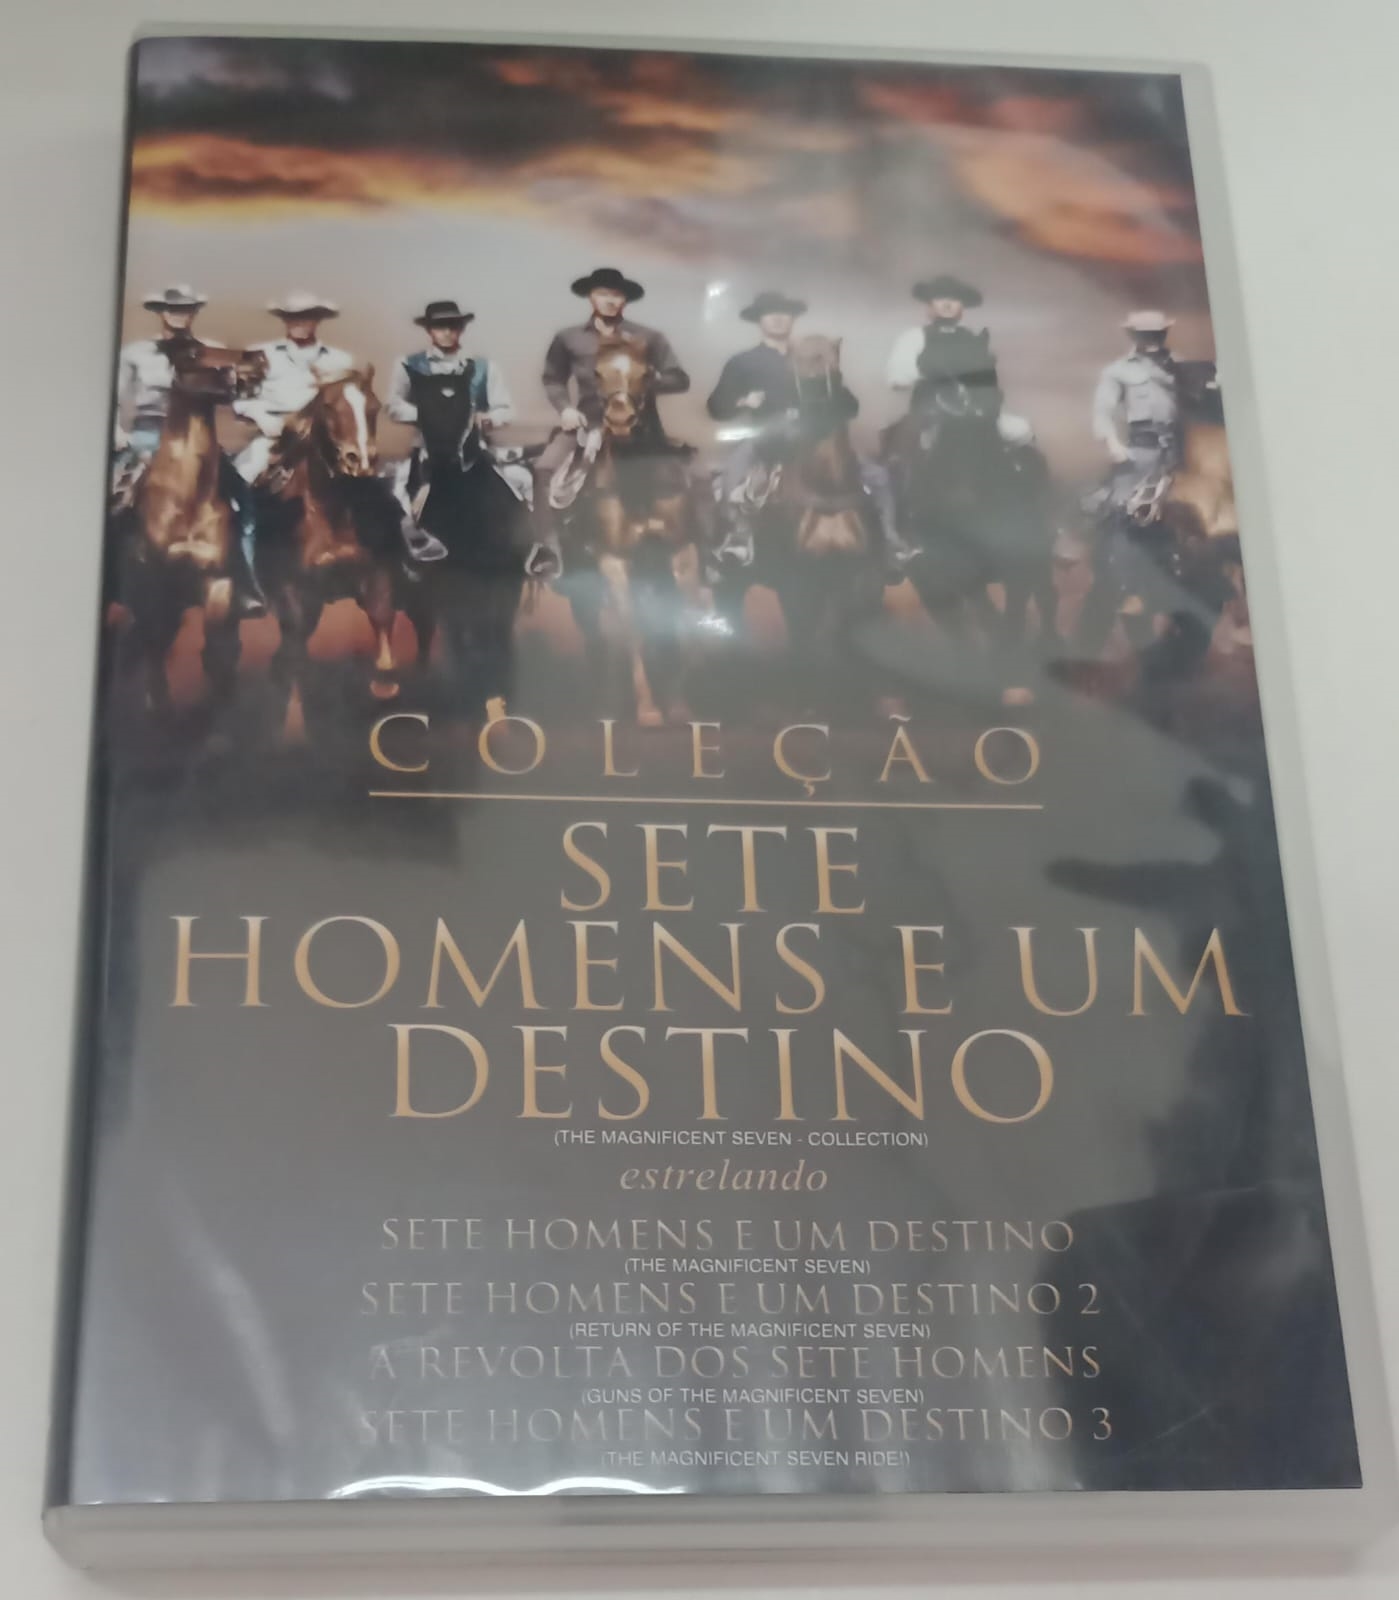 COLEÇÃO
SETE
HOMENS E UM
DESTINO
(THE MAGNIFICENT SEVEN - COLLECTION)
estrelando
SETE HOMENS E UM DESTINO
(THE MAGNIFICENT SEVEN)
SETE HOMENS E UM DESTINO 2
(RETURN OF THE MAGNIFICENT SEVEN)
A REVOLTA DOS SETE HOMENS
(GUNS OF THE MAGNIFICENT SEVEN)
SETE HOMENS E UM DESTINO 3
(THE MAGNIFICENT SEVEN RIDE!)